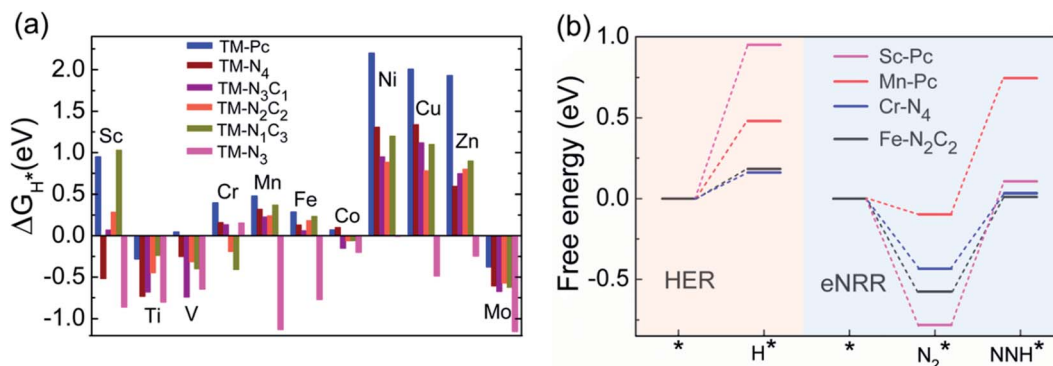 (a)
ΔG_H*(eV)
2.0
1.5
1.0
0.5
0.0
-0.5
-1.0
TM-Pc
TM-N₄
TM-N₃C₁
TM-N₂C₂
TM-N₁C₃
TM-N₃
Sc
Ti
V
Cr
Mn
Fe
Co
Ni
Cu
Zn
Mo
(b)
Free energy (eV)
1.0
0.5
0.0
-0.5
Sc-Pc
Mn-Pc
Cr-N₄
Fe-N₂C₂
HER
eNRR
* H* * N₂* NNH*